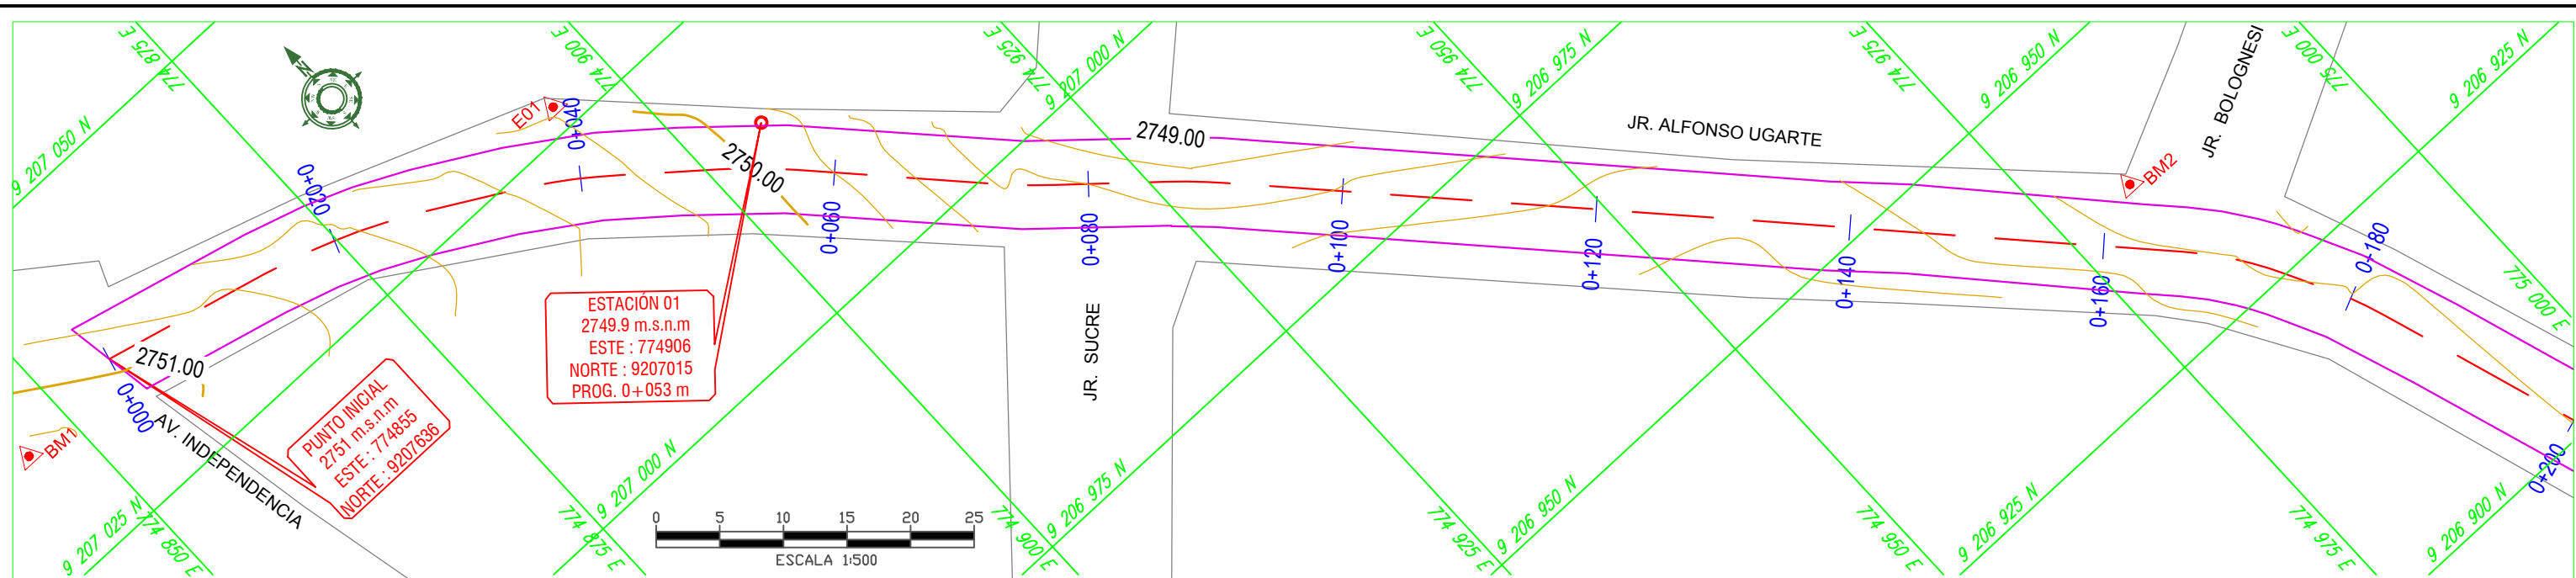 774 875 E
774 900 E
774 925 E
9 207 000 N
774 950 E
9 206 975 N
774 975 E
9 206 950 N
JR. BOLOGNESI
775 000 E
9 206 925 N
N
9 207 050 N
E01
0+040
2749.00
JR. ALFONSO UGARTE
2750.00
BM2
0+020
0+060
0+080
0+100
0+120
0+140
0+160
0+180
775 000 E
ESTACIÓN 01
2749.9 m.s.n.m
ESTE : 774906
NORTE : 9207015
PROG. 0+053 m
JR. SUCRE
2751.00
0+000
PUNTO INICIAL
2751 m.s.n.m
ESTE : 774855
NORTE : 9207636
AV. INDEPENDENCIA
BM1
0+200
9 207 025 N
774 850 E
9 207 000 N
774 875 E
0 5 10 15 20 25
ESCALA 1:500
774 900 E
9 206 975 N
774 925 E
9 206 950 N
774 950 E
9 206 925 N
774 975 E
9 206 900 N